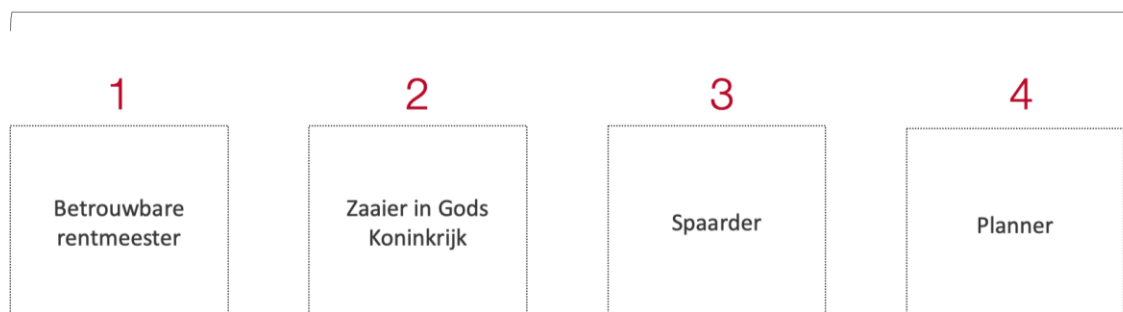 1
2
3
4
Betrouwbare
rentmeester
Zaaier in Gods
Koninkrijk
Spaarder
Planner